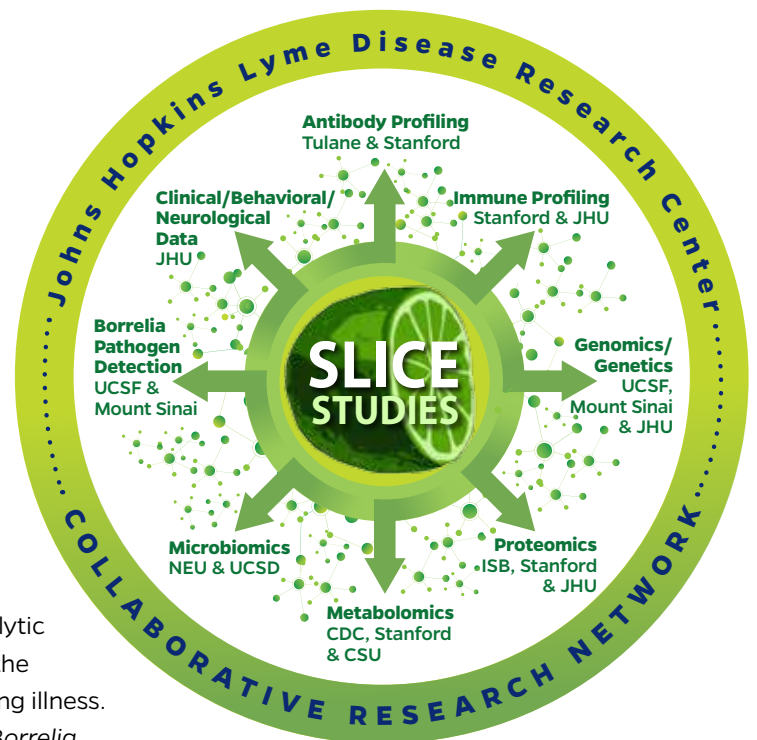 Johns Hopkins Lyme Disease Research Center
Antibody Profiling
Tulane & Stanford
Clinical/Behavioral/
Neurological
Data
JHU
Immune Profiling
Stanford & JHU
Borrelia
Pathogen
Detection
UCSF &
Mount Sinai
SLICE
STUDIES
Genomics/
Genetics
UCSF,
Mount Sinai
& JHU
Microbiomics
NEU & UCSD
Proteomics
ISB, Stanford
& JHU
Metabolomics
CDC, Stanford
& CSU
COLLABORATIVE RESEARCH NETWORK
lytic
the
ng illness.
Borrelia